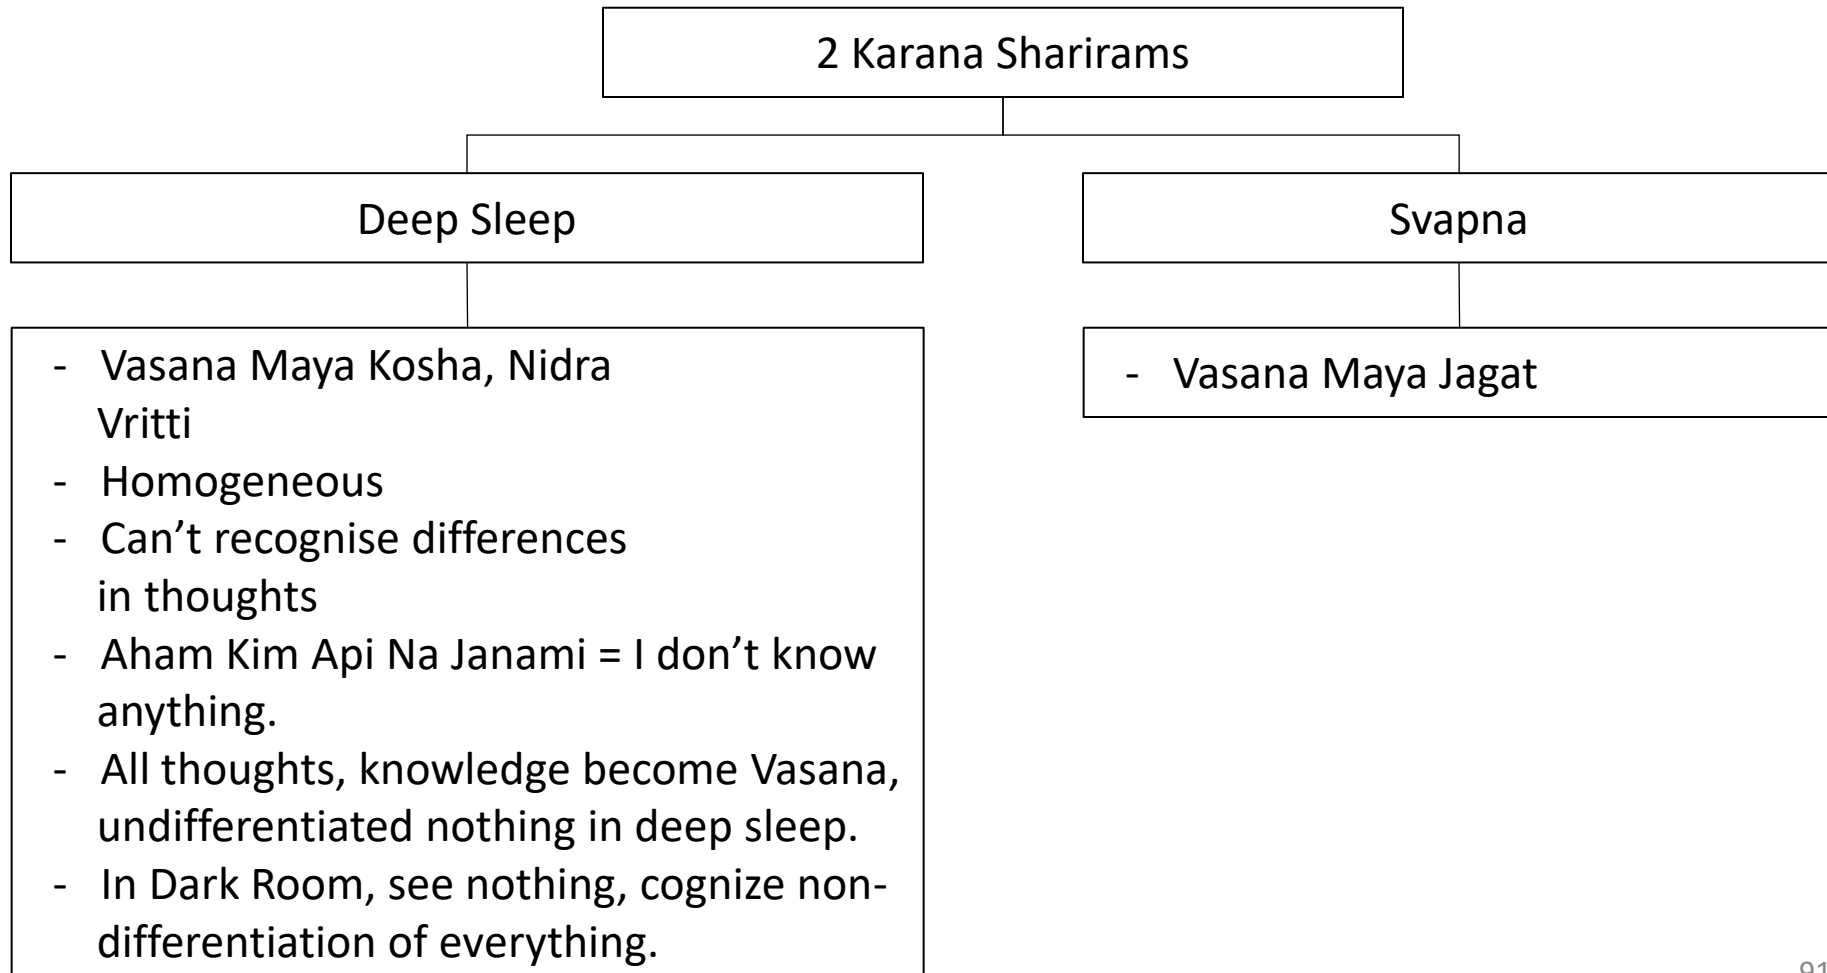 2 Karana Sharirams
Deep Sleep
Svapna
- Vasana Maya Kosha, Nidra
Vritti
- Homogeneous
- Can’t recognise differences
in thoughts
- Aham Kim Api Na Janami = I don’t know
anything.
- All thoughts, knowledge become Vasana,
undifferentiated nothing in deep sleep.
- In Dark Room, see nothing, cognize non-
differentiation of everything.
- Vasana Maya Jagat
91